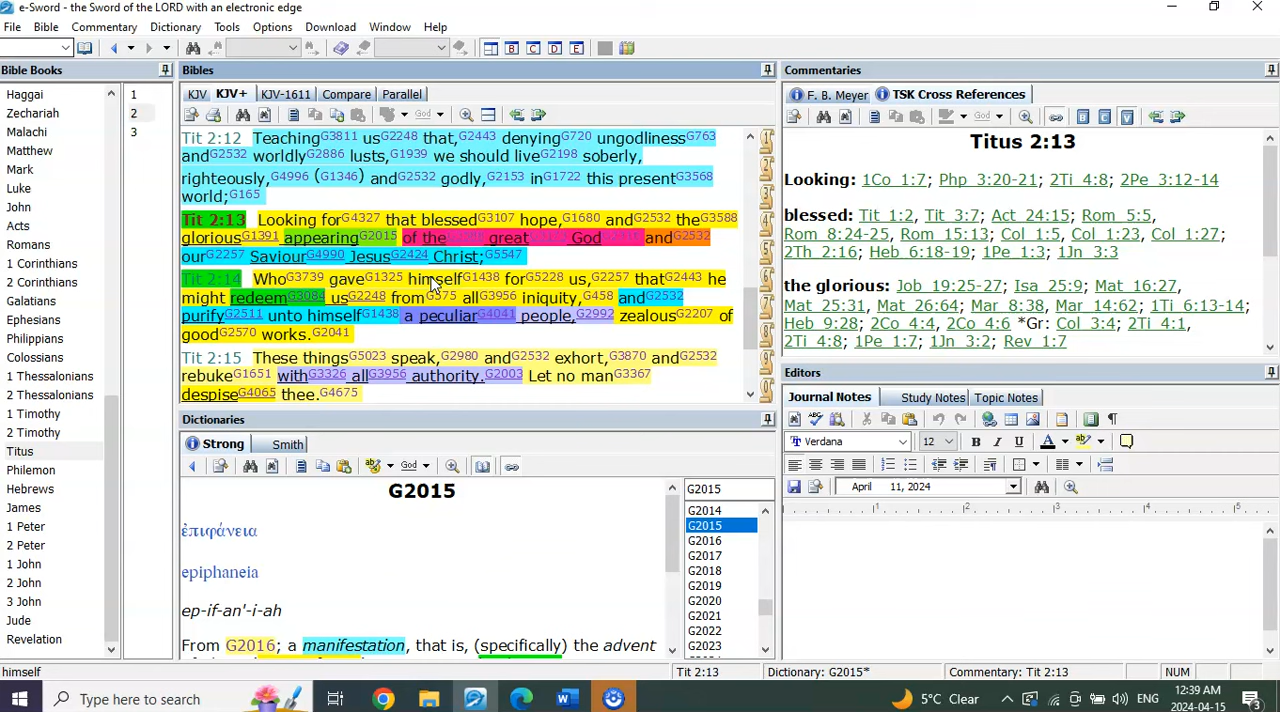 e-Sword - the Sword of the LORD with an electronic edge
File Bible Commentary Dictionary Tools Options Download Window Help
Bible Books
Haggai
Zechariah
Malachi
Matthew
Mark
Luke
John
Acts
Romans
1 Corinthians
2 Corinthians
Galatians
Ephesians
Philippians
Colossians
1 Thessalonians
2 Thessalonians
1 Timothy
2 Timothy
Titus
Philemon
Hebrews
James
1 Peter
2 Peter
1 John
2 John
3 John
Jude
Revelation
1
2
3
Bibles
KJV KJV+ KJV-1611 Compare Parallel
Tit 2:12 TeachingG3811 usG2248 that,G2443 denyingG720 ungodlinessG763
andG2532 worldlyG2886 lusts,G1939 we should liveG2198 soberly,
righteously,G4996 (G1346) andG2532 godly,G2153 inG1722 this presentG3568
world;G165
Tit 2:13 Looking forG4327 that blessedG3107 hope,G1680 andG2532 theG3588
gloriousG1391 appearingG2015 of the great God andG2532
ourG2257 SaviourG4990 JesusG2424 Christ;G5547
Tit 2:14 WhoG3739 gaveG1325 himselfG1438 forG5228 us,G2257 thatG2443 he
might redeemG3084 usG2248 fromG575 allG3956 iniquity,G458 andG2532
purifyG2511 unto himselfG1438 a peculiarG4041 people,G2992 zealousG2207 of
goodG2570 works.G2041
Tit 2:15 These thingsG5023 speak,G2980 andG2532 exhort,G3870 andG2532
rebukeG1651 withG3326 allG3956 authority.G2003 Let no manG3367
despiseG4065 thee.G4675
Dictionaries
Strong Smith
God
G2015
ἐπιφάνεια
epiphaneia
ep-if-an'-i-ah
From G2016; a manifestation, that is, (specifically) the advent
G2015
G2014
G2015
G2016
G2017
G2018
G2019
G2020
G2021
G2022
G2023
Commentaries
F. B. Meyer TSK Cross References
God
Titus 2:13
Looking: 1Co 1:7; Php 3:20-21; 2Ti 4:8; 2Pe 3:12-14
blessed: Tit 1:2, Tit 3:7; Act 24:15; Rom 5:5,
Rom 8:24-25, Rom 15:13; Col 1:5, Col 1:23, Col 1:27;
2Th 2:16; Heb 6:18-19; 1Pe 1:3; 1Jn 3:3
the glorious: Job 19:25-27; Isa 25:9; Mat 16:27,
Mat 25:31, Mat 26:64; Mar 8:38, Mar 14:62; 1Ti 6:13-14,
Heb 9:28; 2Co 4:4, 2Co 4:6 *Gr: Col 3:4; 2Ti 4:1,
2Ti 4:8; 1Pe 1:7; 1Jn 3:2; Rev 1:7
Editors
Journal Notes Study Notes Topic Notes
Verdana 12 B I U A
April 11, 2024
1 2 3 4 5
himself Tit 2:13 Dictionary: G2015* Commentary: Tit 2:13 NUM
Type here to search
5°C Clear ENG
12:39 AM
2024-04-15
3